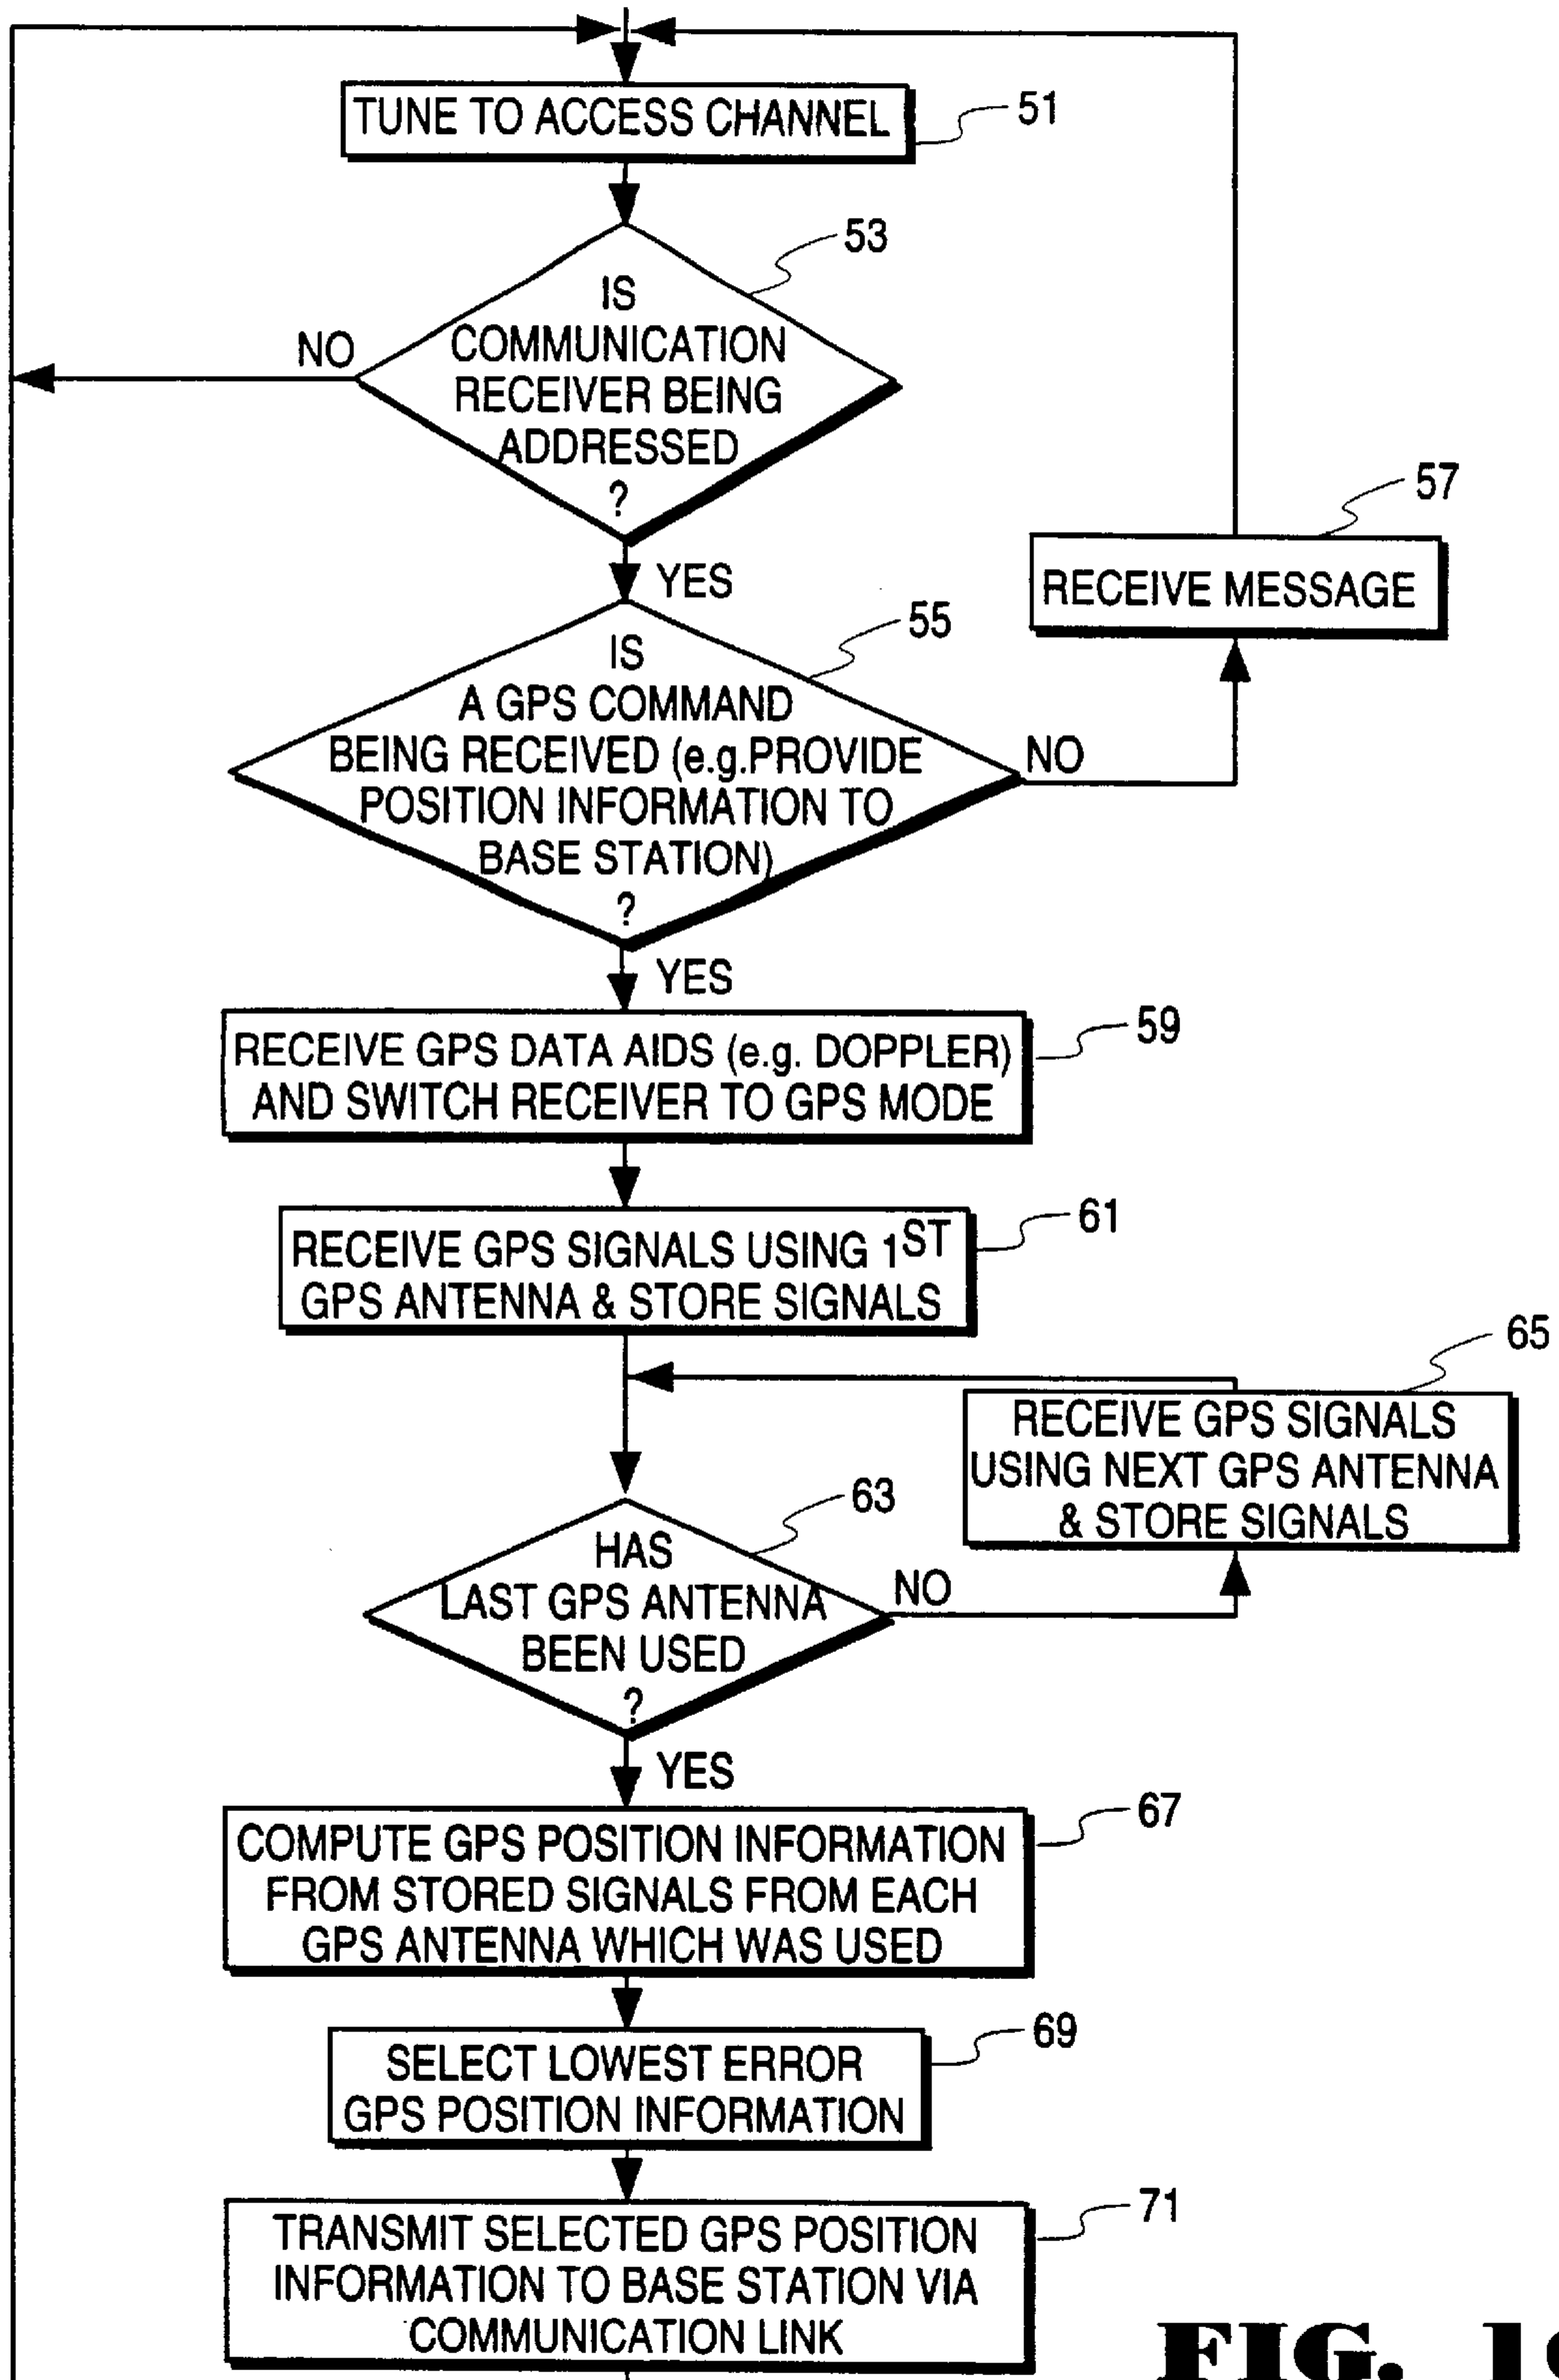 TUNE TO ACCESS CHANNEL
51
53
IS
COMMUNICATION
RECEIVER BEING
ADDRESSED
?
NO
YES
57
RECEIVE MESSAGE
55
IS
A GPS COMMAND
BEING RECEIVED (e.g.PROVIDE
POSITION INFORMATION TO
BASE STATION)
?
NO
YES
RECEIVE GPS DATA AIDS (e.g. DOPPLER)
AND SWITCH RECEIVER TO GPS MODE
59
RECEIVE GPS SIGNALS USING 1ST
GPS ANTENNA & STORE SIGNALS
61
65
RECEIVE GPS SIGNALS
USING NEXT GPS ANTENNA
& STORE SIGNALS
63
HAS
LAST GPS ANTENNA
BEEN USED
?
NO
YES
COMPUTE GPS POSITION INFORMATION
FROM STORED SIGNALS FROM EACH
GPS ANTENNA WHICH WAS USED
67
SELECT LOWEST ERROR
GPS POSITION INFORMATION
69
TRANSMIT SELECTED GPS POSITION
INFORMATION TO BASE STATION VIA
COMMUNICATION LINK
71
FIG.